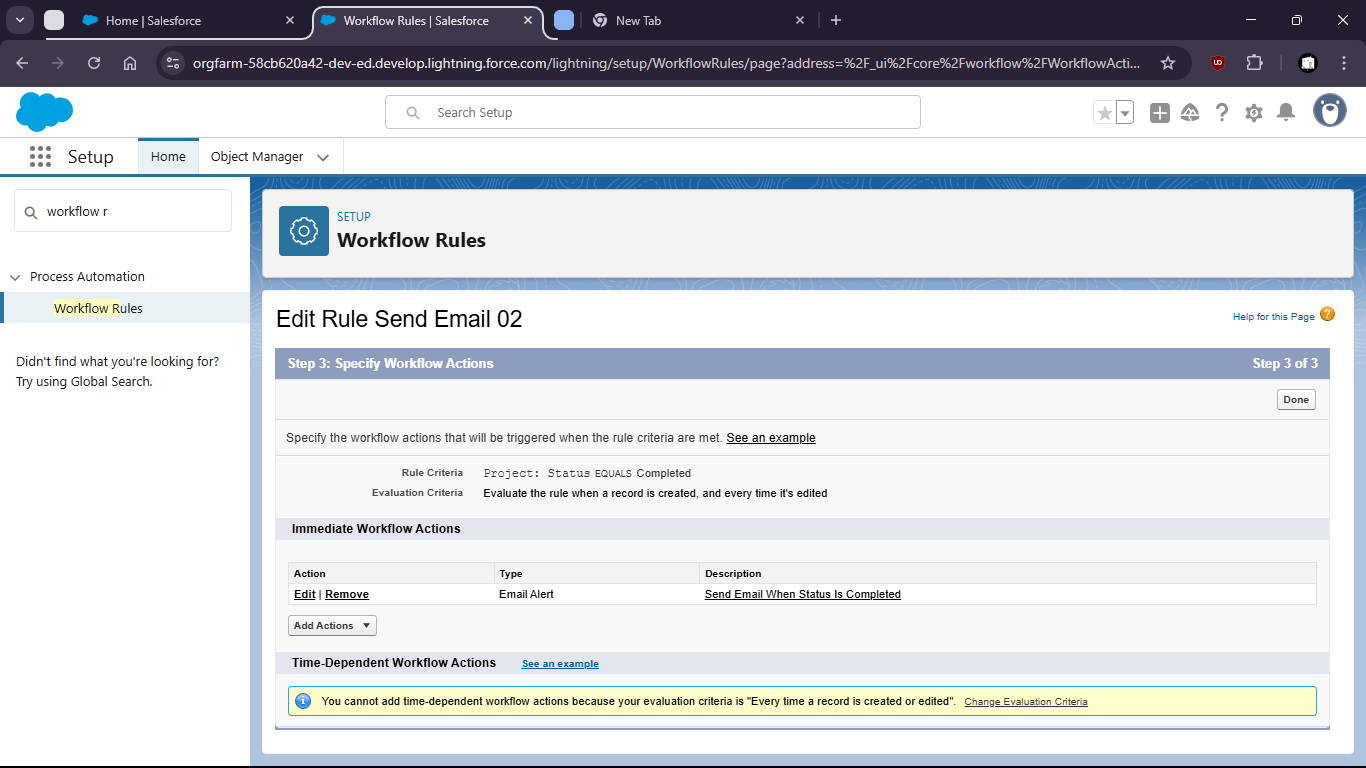 Home | Salesforce
Workflow Rules | Salesforce
New Tab
orgfarm-58cb620a42-dev-ed.develop.lightning.force.com/lightning/setup/WorkflowRules/page?address=%2F_ui%2Fcore%2Fworkflow%2FWorkflowActi...
Search Setup
Setup
Home
Object Manager
workflow r
Process Automation
Workflow Rules
Didn't find what you're looking for?
Try using Global Search.
SETUP
Workflow Rules
Edit Rule Send Email 02
Help for this Page ?
Step 3: Specify Workflow Actions Step 3 of 3
Done
Specify the workflow actions that will be triggered when the rule criteria are met. See an example
Rule Criteria Project: Status EQUALS Completed
Evaluation Criteria Evaluate the rule when a record is created, and every time it's edited
Immediate Workflow Actions
Action Type Description
Edit | Remove Email Alert Send Email When Status Is Completed
Add Actions
Time-Dependent Workflow Actions See an example
You cannot add time-dependent workflow actions because your evaluation criteria is "Every time a record is created or edited". Change Evaluation Criteria